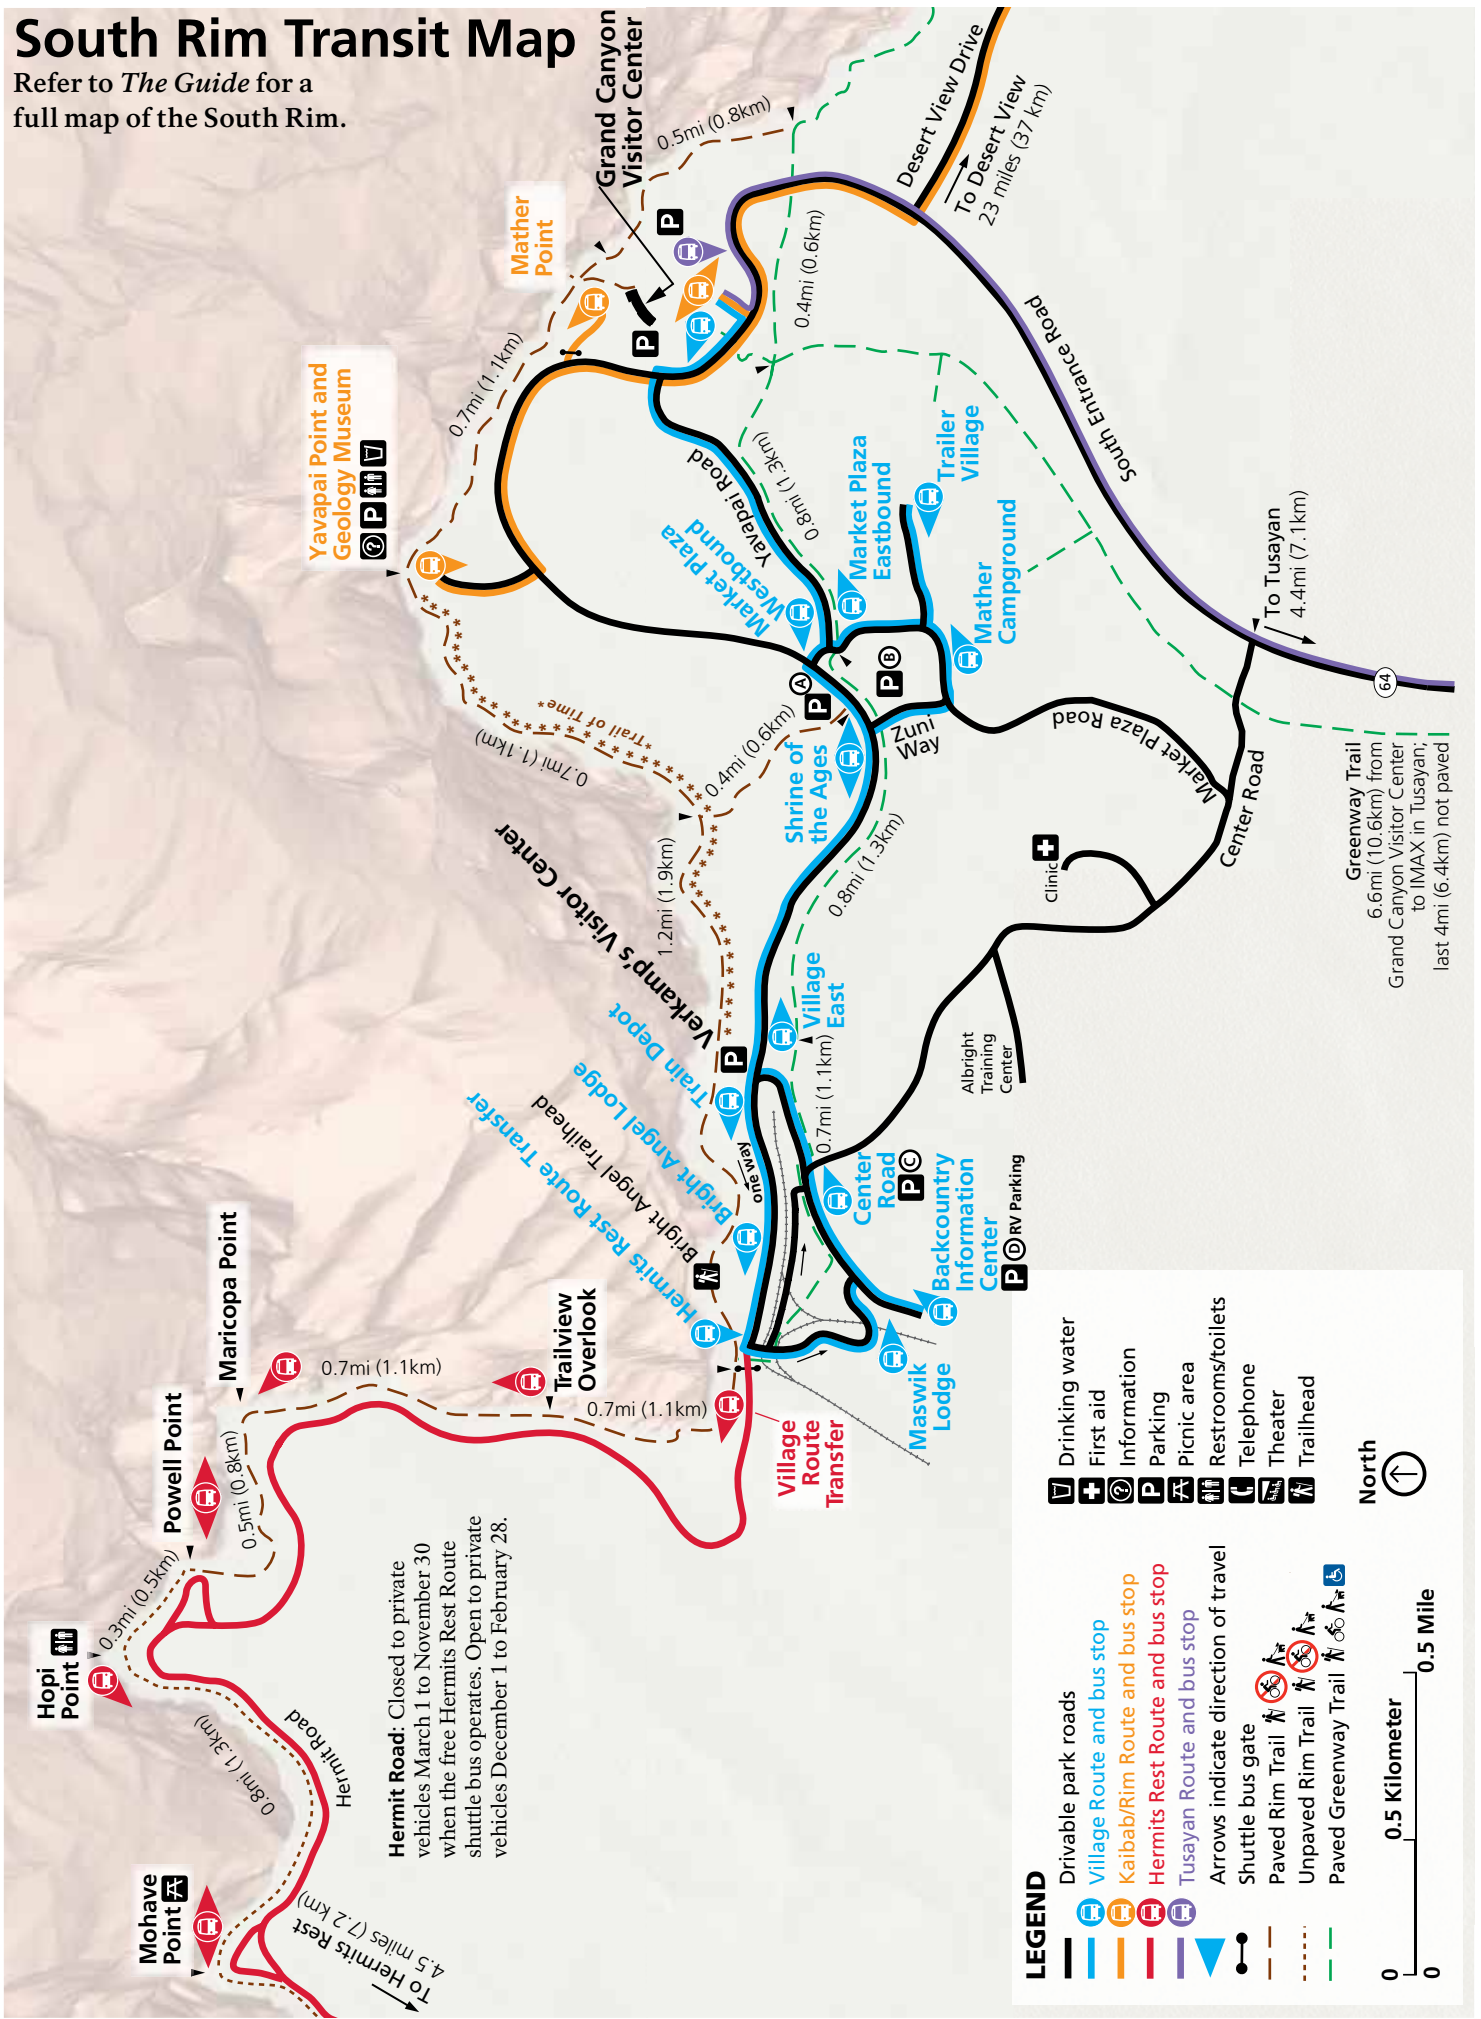 South Rim Transit Map
Refer to The Guide for a
full map of the South Rim.
Grand Canyon
Visitor Center
0.5mi (0.8km)
Desert View Drive
To Desert View
23 miles (37 km)
Mather
Point
0.4mi (0.6km)
P
P
0.7mi (1.1km)
Yavapai Point and
Geology Museum
? P
South Entrance Road
Yavapai Road
0.8mi (1.3km)
Market Plaza
Westbound
Market Plaza
Eastbound
Trailer
Village
Mather
Campground
To Tusayan
4.4mi (7.1km)
64
*Trail of Time*
0.7mi (1.1km)
0.4mi (0.6km)
A
P
P B
Zuni
Way
Market Plaza Road
Center Road
Shrine of
the Ages
Greenway Trail
6.6mi (10.6km) from
Grand Canyon Visitor Center
to IMAX in Tusayan;
last 4mi (6.4km) not paved
Clinic
1.2mi (1.9km)
0.8mi (1.3km)
Verkamp's Visitor Center
P
Train Depot
Village
East
0.7mi (1.1km)
Albright
Training
Center
Bright Angel Lodge
one way
Bright Angel Trailhead
Hermits Rest Route Transfer
Center
Road
P C
Backcountry
Information
Center
P D RV Parking
Maswik
Lodge
Village
Route
Transfer
Maricopa Point
0.7mi (1.1km)
Trailview
Overlook
0.7mi (1.1km)
Powell Point
0.5mi (0.8km)
0.3mi (0.5km)
Hopi
Point
0.8mi (1.3km)
Hermit Road
Hermit Road: Closed to private
vehicles March 1 to November 30
when the free Hermits Rest Route
shuttle bus operates. Open to private
vehicles December 1 to February 28.
Mohave
Point
To Hermits Rest
4.5 miles (7.2 km)
LEGEND
Drivable park roads
Village Route and bus stop
Kaibab/Rim Route and bus stop
Hermits Rest Route and bus stop
Tusayan Route and bus stop
Arrows indicate direction of travel
Shuttle bus gate
Paved Rim Trail
Unpaved Rim Trail
Paved Greenway Trail
Drinking water
First aid
? Information
P Parking
Picnic area
Restrooms/toilets
Telephone
Theater
Trailhead
North
0 0.5 Kilometer
0 0.5 Mile